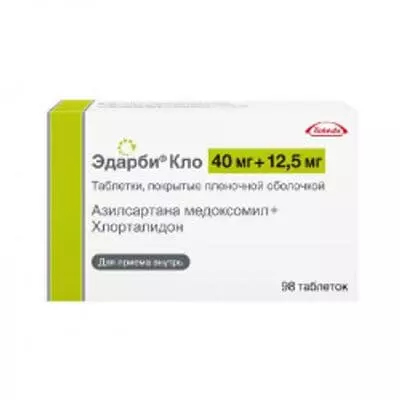 Takeda
Эдарби® Кло 40 мг + 12,5 мг
Таблетки, покрытые пленочной оболочкой
Азилсартана медоксомил+
Хлорталидон
Для приема внутрь
98 таблеток